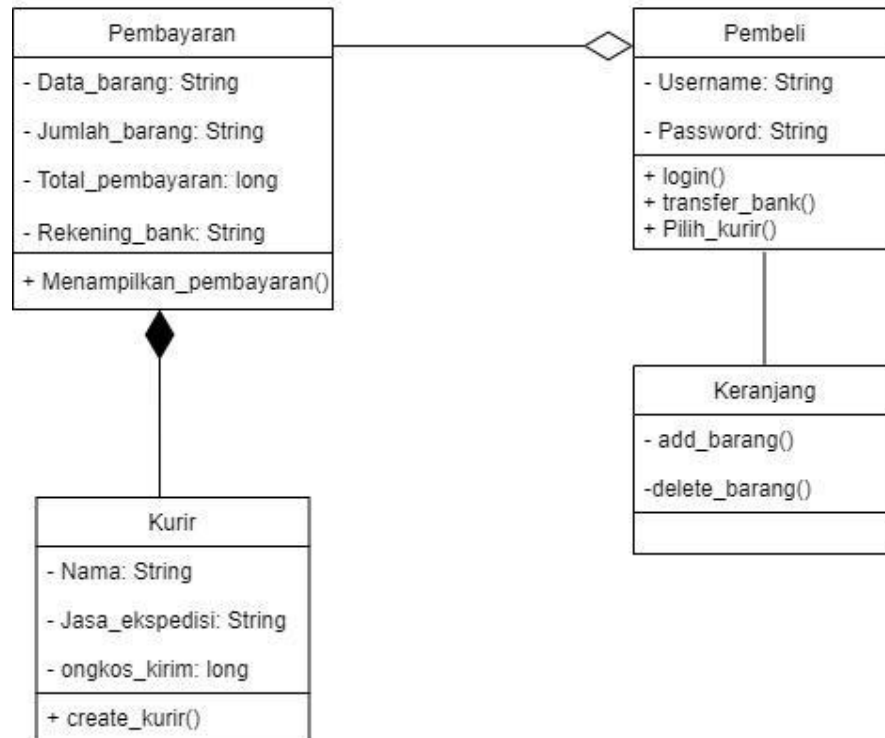 Pembayaran
- Data_barang: String
- Jumlah_barang: String
- Total_pembayaran: long
- Rekening_bank: String
+ Menampilkan_pembayaran()
Pembeli
- Username: String
- Password: String
+ login()
+ transfer_bank()
+ Pilih_kurir()
Keranjang
- add_barang()
-delete_barang()
Kurir
- Nama: String
- Jasa_ekspedisi: String
- ongkos_kirim: long
+ create_kurir()